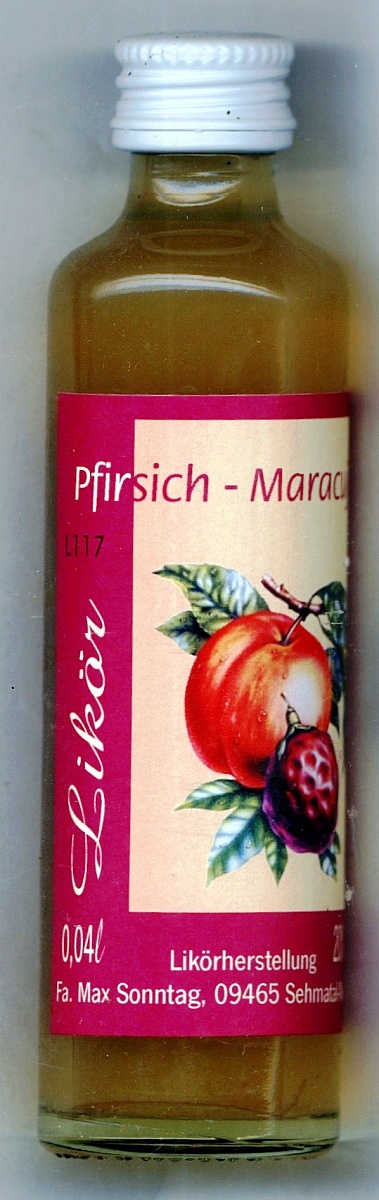 Pfirsich - Maracu
L117
Likör
0,04l
Likörherstellung
Fa. Max Sonntag, 09465 Sehmatal-